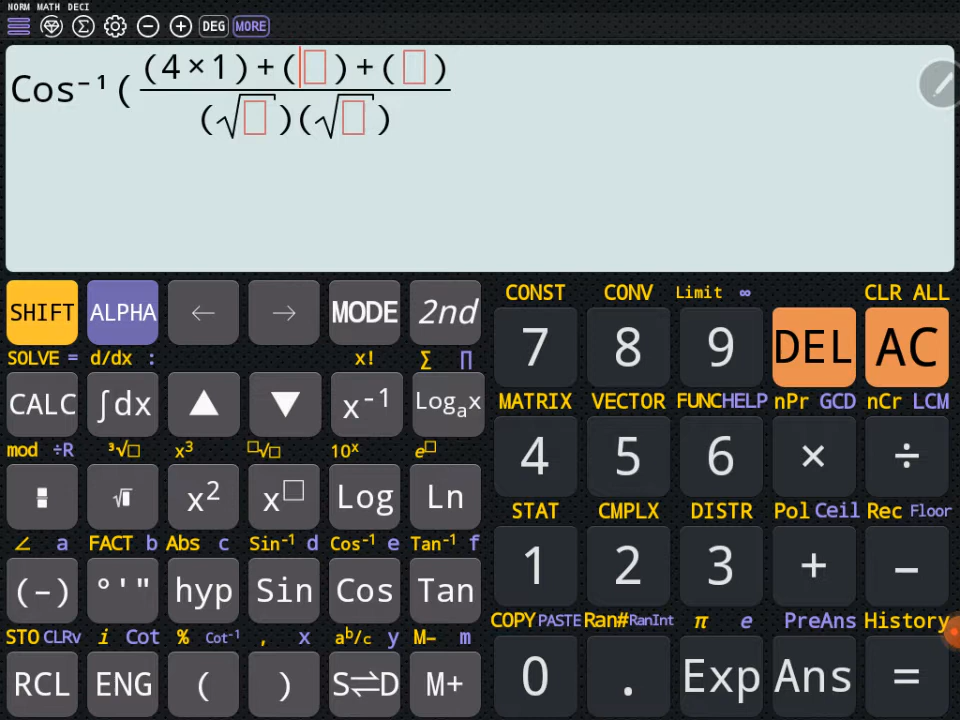 NORM MATH DECI
DEG MORE
Cos⁻¹( (4×1)+(□)+(□)
(√□)(√□)
SHIFT ALPHA ← → MODE 2nd
CONST CONV Limit ∞ CLR ALL
7 8 9 DEL AC
SOLVE = d/dx : x! ∑ ∏
CALC ∫dx ▲ ▼ x⁻¹ Logₐx
MATRIX VECTOR FUNC HELP nPr GCD nCr LCM
4 5 6 × ÷
mod ÷R ³√□ x³ □√□ 10ˣ e□
√ x² x□ Log Ln
STAT CMPLX DISTR Pol Ceil Rec Floor
1 2 3 + −
∠ a FACT b Abs c Sin⁻¹ d Cos⁻¹ e Tan⁻¹ f
(−) °'" hyp Sin Cos Tan
COPY PASTE Ran# RanInt π e PreAns History
0 . Exp Ans =
STO CLRv i Cot % Cot⁻¹ , x aᵇ/c y M− m
RCL ENG ( ) S⇌D M+